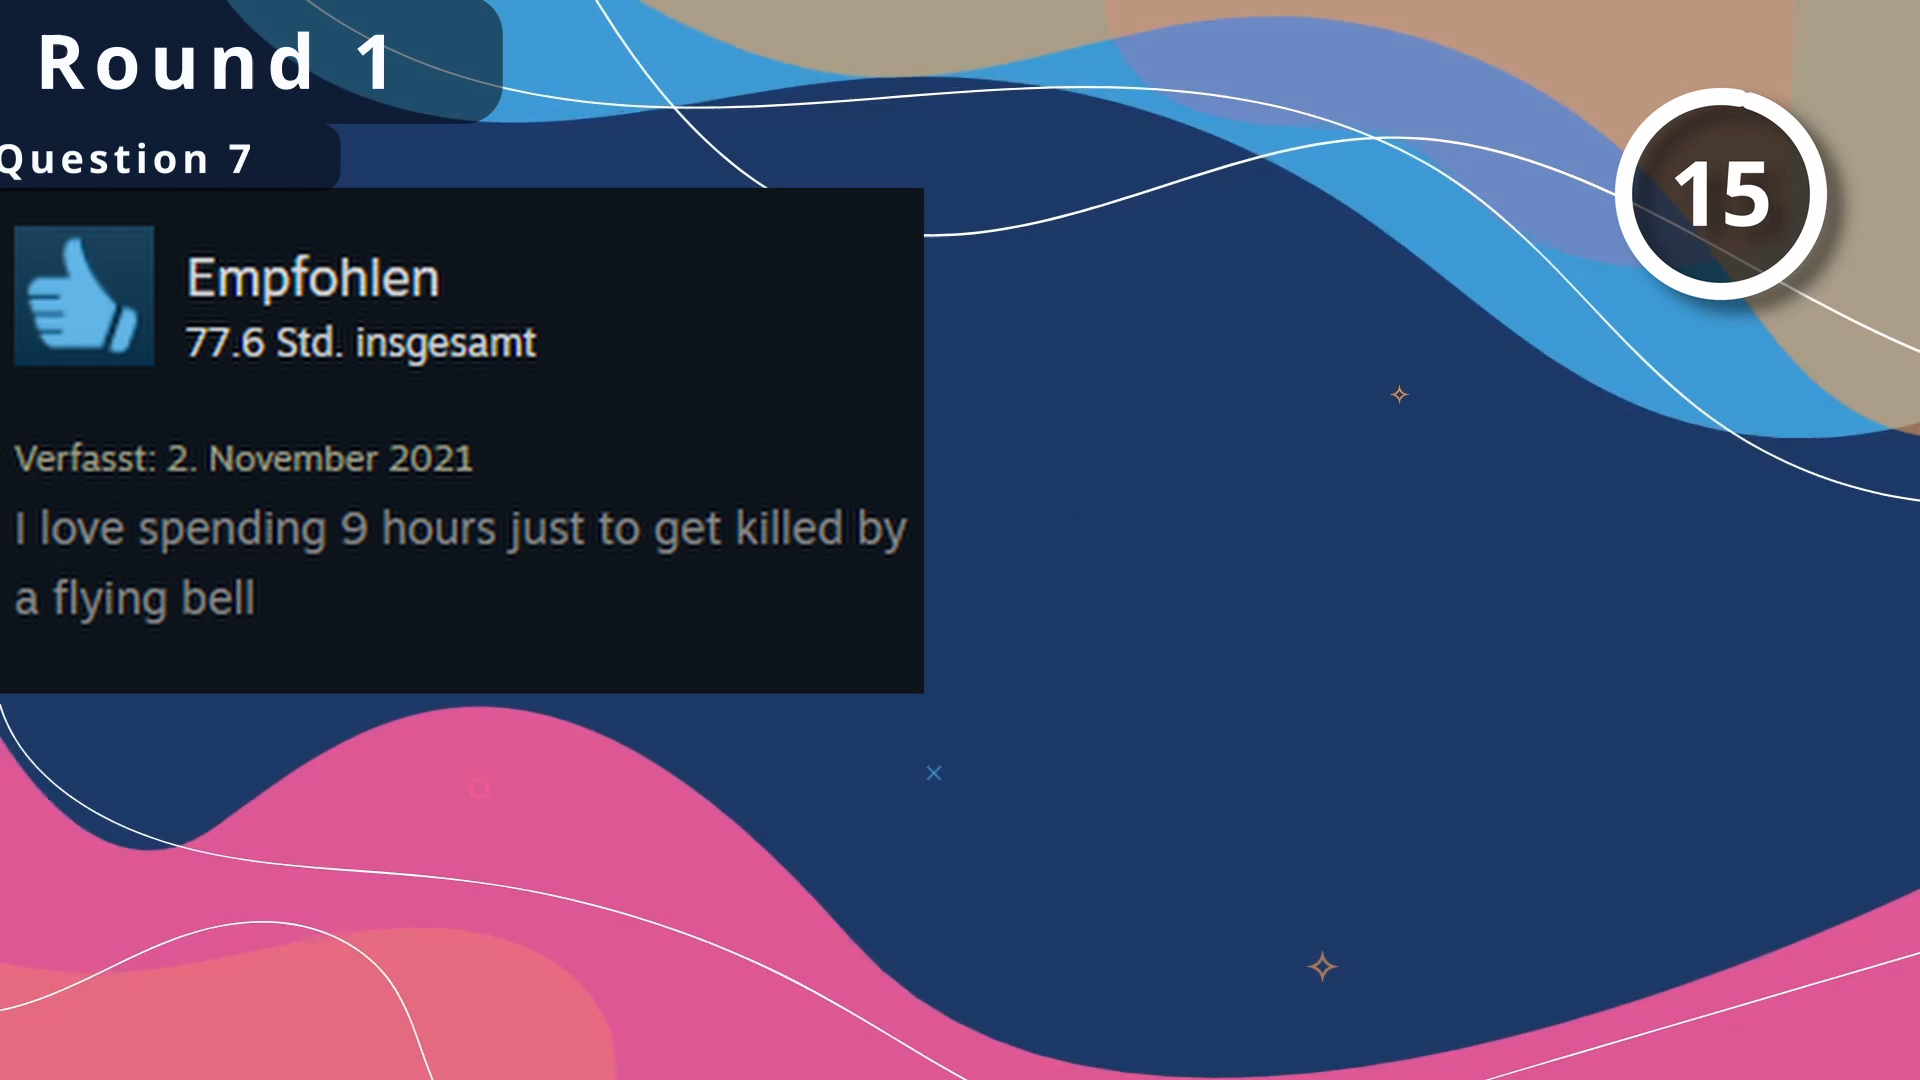 Round 1
Question 7
15
Empfohlen
77.6 Std. insgesamt
Verfasst: 2. November 2021
I love spending 9 hours just to get killed by
a flying bell